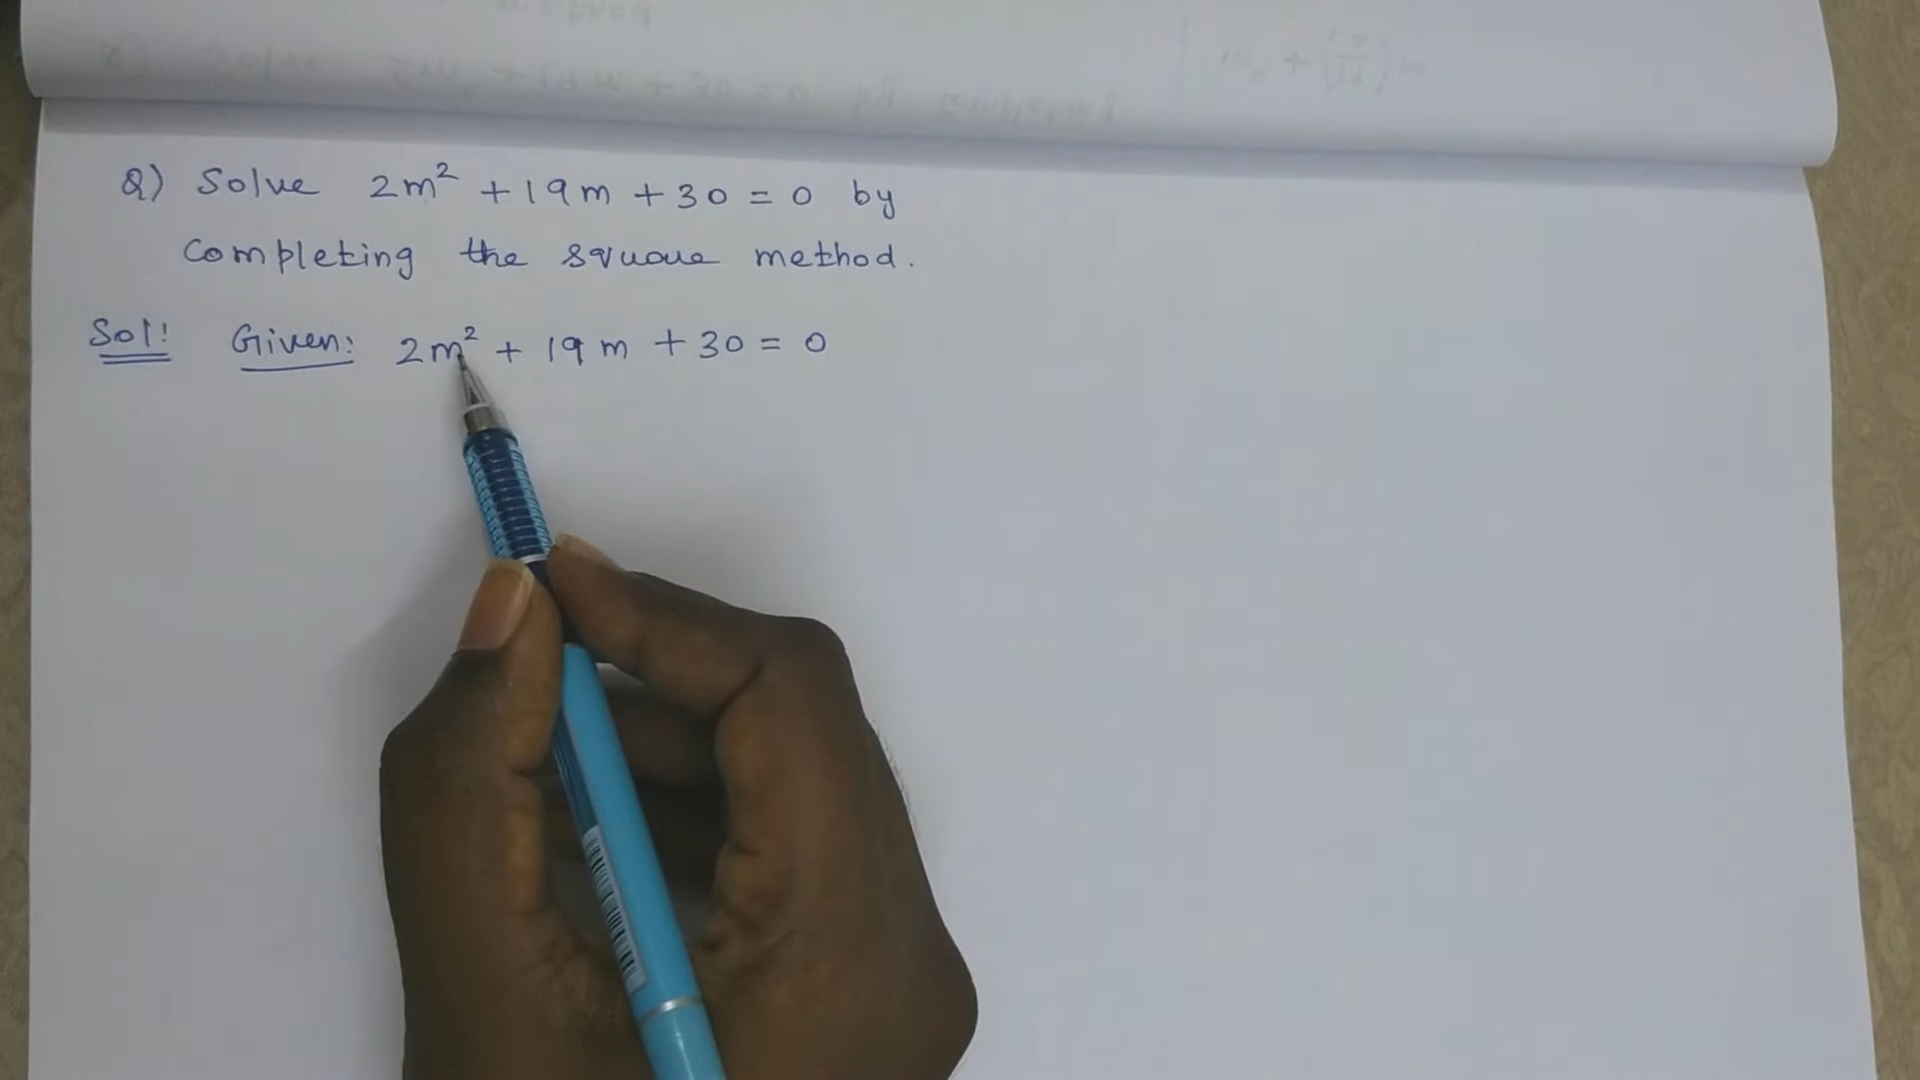 Q) Solve 2m² + 19m + 30 = 0 by
completing the square method.
Sol! Given: 2m² + 19m + 30 = 0